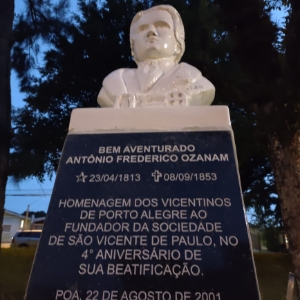 BEM AVENTURADO
ANTÔNIO FREDERICO OZANAM
23/04/1813 08/09/1853
HOMENAGEM DOS VICENTINOS
DE PORTO ALEGRE AO
FUNDADOR DA SOCIEDADE
DE SÃO VICENTE DE PAULO, NO
4° ANIVERSÁRIO DE
SUA BEATIFICAÇÃO.
POA, 22 DE AGOSTO DE 2001